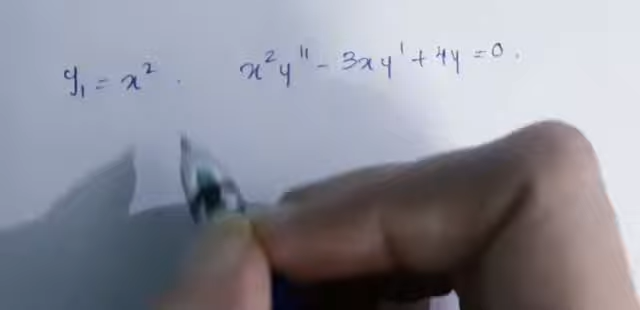 y₁ = x². x²y'' - 3xy' + 4y = 0.